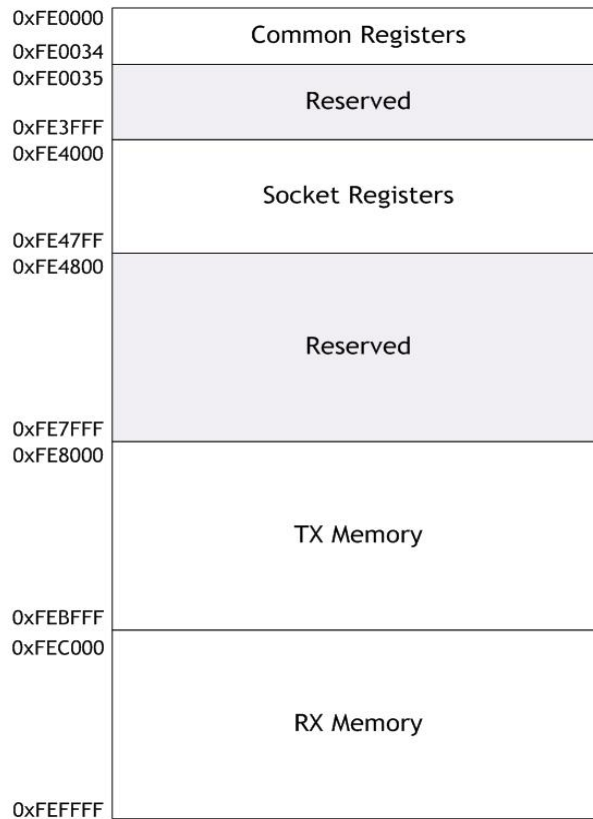 0xFE0000
Common Registers
0xFE0034
0xFE0035
Reserved
0xFE3FFF
0xFE4000
Socket Registers
0xFE47FF
0xFE4800
Reserved
0xFE7FFF
0xFE8000
TX Memory
0xFEBFFF
0xFEC000
RX Memory
0xFEFFFF